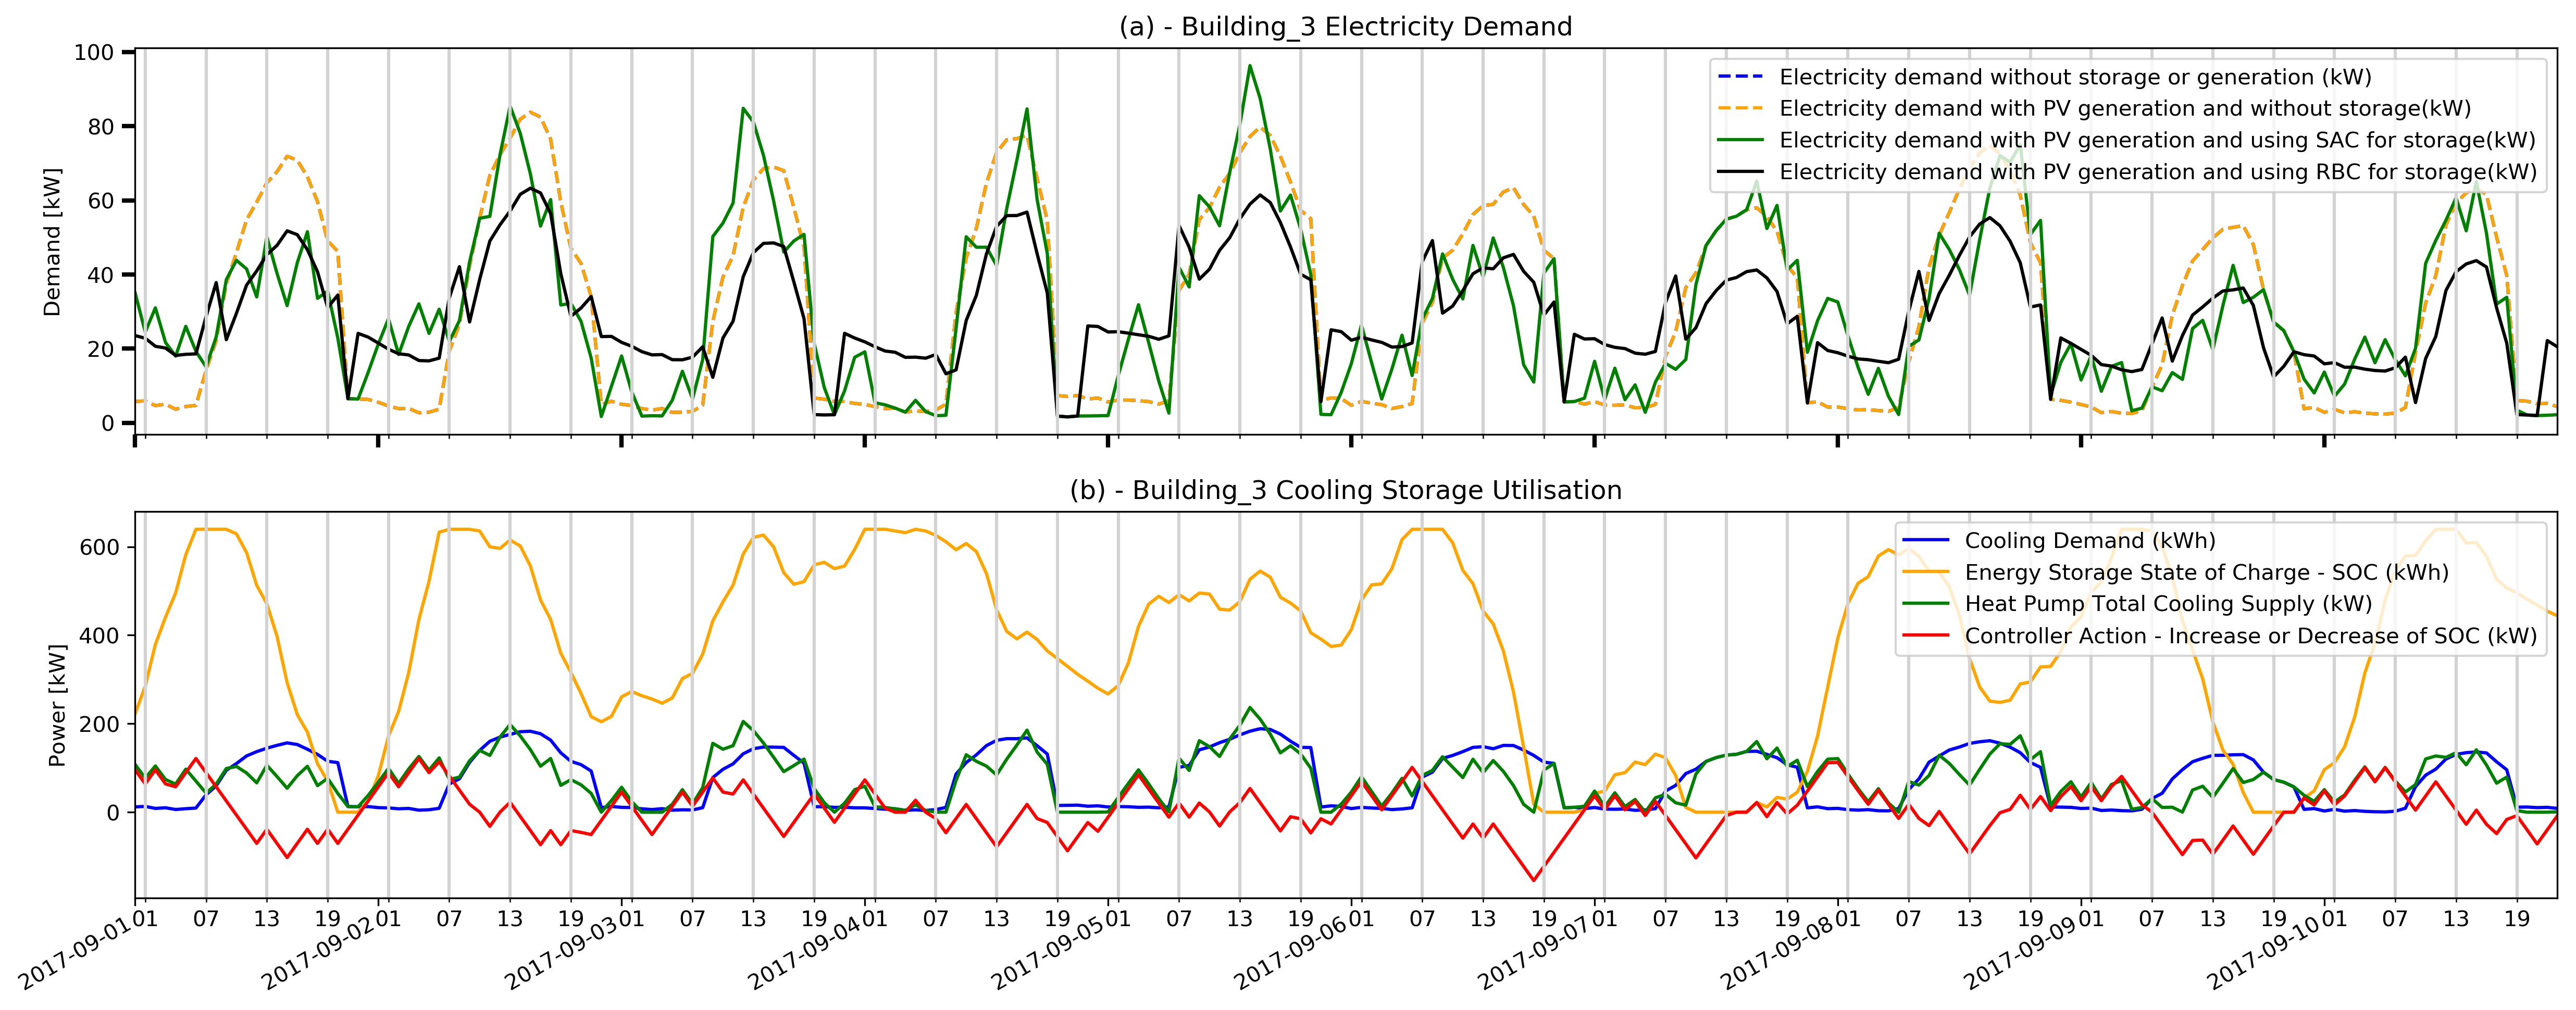 (a) - Building_3 Electricity Demand
Demand [kW]
100
80
60
40
20
0
Electricity demand without storage or generation (kW)
Electricity demand with PV generation and without storage(kW)
Electricity demand with PV generation and using SAC for storage(kW)
Electricity demand with PV generation and using RBC for storage(kW)
(b) - Building_3 Cooling Storage Utilisation
Power [kW]
600
400
200
0
Cooling Demand (kWh)
Energy Storage State of Charge - SOC (kWh)
Heat Pump Total Cooling Supply (kW)
Controller Action - Increase or Decrease of SOC (kW)
01 07 13 19 01 07 13 19 01 07 13 19 01 07 13 19 01 07 13 19 01 07 13 19 01 07 13 19 01 07 13 19 01 07 13 19 01 07 13 19
2017-09-01 2017-09-02 2017-09-03 2017-09-04 2017-09-05 2017-09-06 2017-09-07 2017-09-08 2017-09-09 2017-09-10